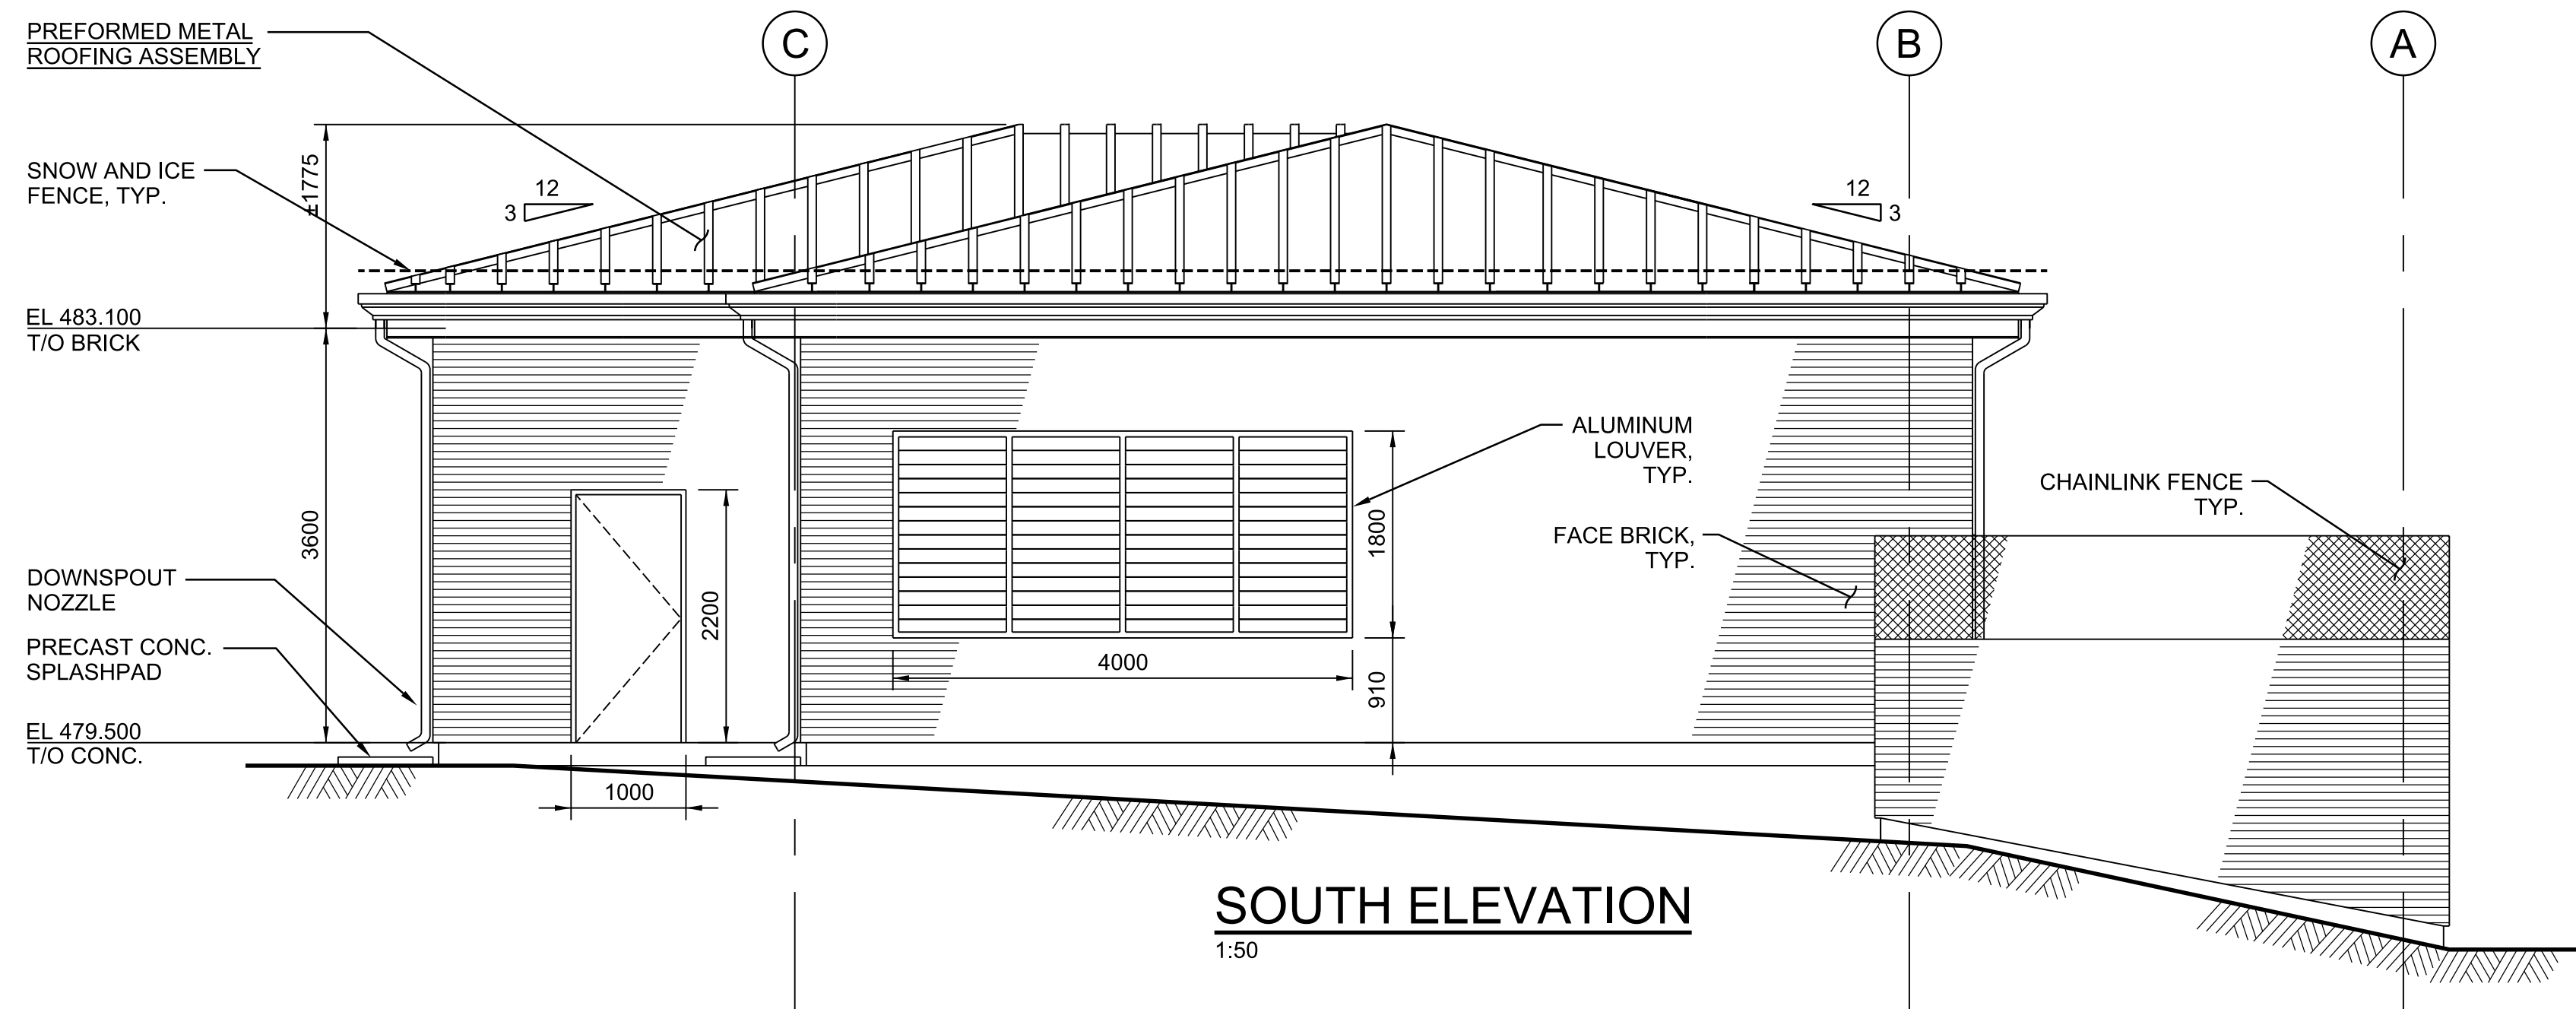 PREFORMED METAL
ROOFING ASSEMBLY
C
B
A
SNOW AND ICE
FENCE, TYP.
±1775
12
3
12
3
EL 483.100
T/O BRICK
3600
DOWNSPOUT
NOZZLE
PRECAST CONC.
SPLASHPAD
EL 479.500
T/O CONC.
2200
1000
4000
1800
910
ALUMINUM
LOUVER,
TYP.
FACE BRICK,
TYP.
CHAINLINK FENCE
TYP.
SOUTH ELEVATION
1:50